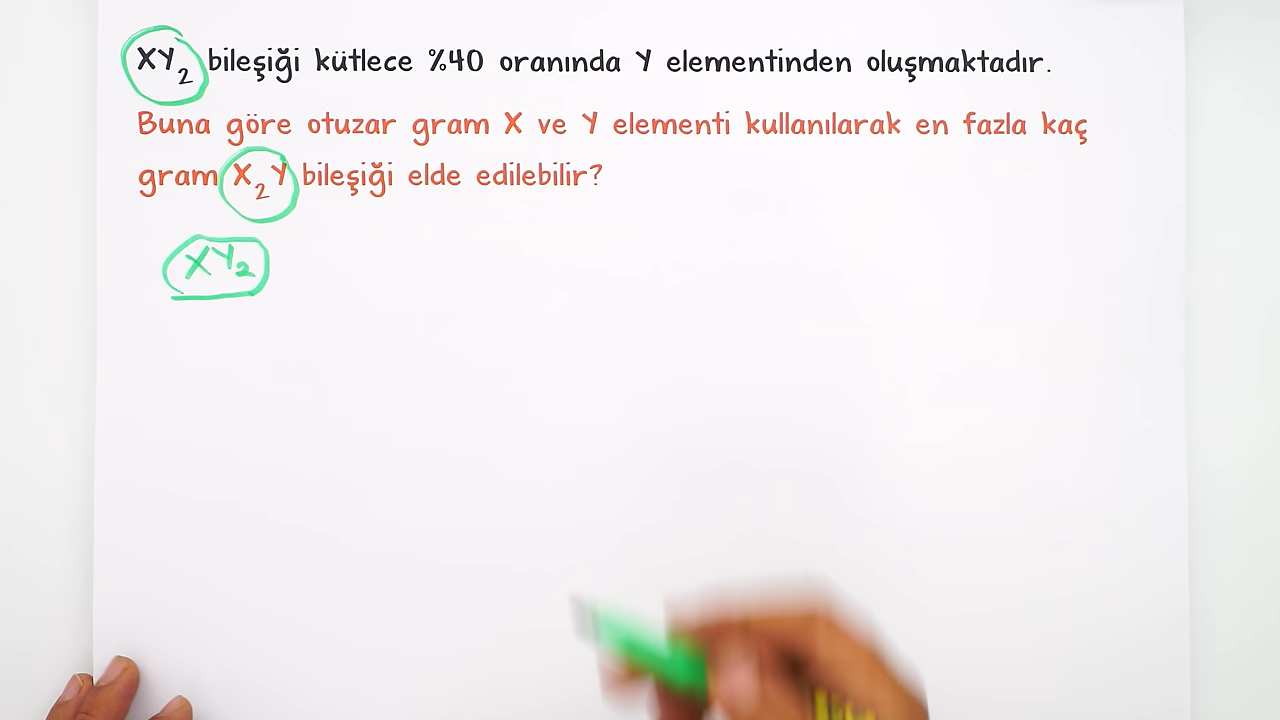 XY₂ bileşiği kütlece %40 oranında Y elementinden oluşmaktadır.
Buna göre otuzar gram X ve Y elementi kullanılarak en fazla kaç
gram X₂Y bileşiği elde edilebilir?
XY₂